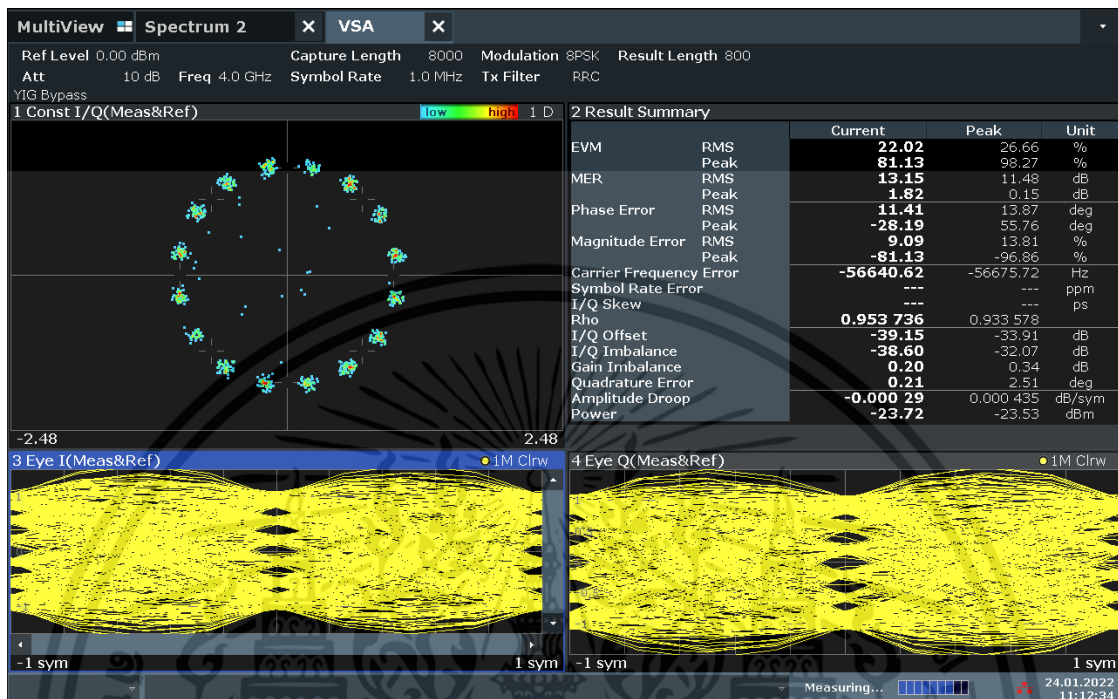 MultiView Spectrum 2 X VSA X
Ref Level 0.00 dBm Capture Length 8000 Modulation 8PSK Result Length 800
Att 10 dB Freq 4.0 GHz Symbol Rate 1.0 MHz Tx Filter RRC
YIG Bypass
1 Const I/Q(Meas&Ref) low high 1 D
-2.48 2.48
2 Result Summary
Current Peak Unit
EVM RMS 22.02 26.66 %
Peak 81.13 98.27 %
MER RMS 13.15 11.48 dB
Peak 1.82 0.15 dB
Phase Error RMS 11.41 13.87 deg
Peak -28.19 55.76 deg
Magnitude Error RMS 9.09 13.81 %
Peak -81.13 -96.86 %
Carrier Frequency Error -56640.62 -56675.72 Hz
Symbol Rate Error --- --- ppm
I/Q Skew --- --- ps
Rho 0.953 736 0.933 578
I/Q Offset -39.15 -33.91 dB
I/Q Imbalance -38.60 -32.07 dB
Gain Imbalance 0.20 0.34 dB
Quadrature Error 0.21 2.51 deg
Amplitude Droop -0.000 29 0.000 435 dB/sym
Power -23.72 -23.53 dBm
3 Eye I(Meas&Ref) 1M Clrw
-1 sym 1 sym
4 Eye Q(Meas&Ref) 1M Clrw
-1 sym 1 sym
Measuring... 24.01.2022
11:12:34